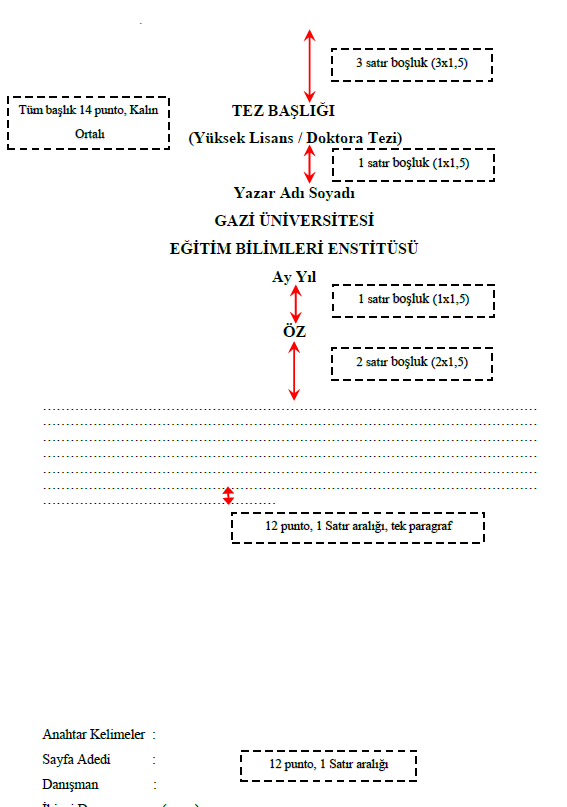 3 satır boşluk (3x1,5)
Tüm başlık 14 punto, Kalın
Ortalı
TEZ BAŞLIĞI
(Yüksek Lisans / Doktora Tezi)
1 satır boşluk (1x1,5)
Yazar Adı Soyadı
GAZİ ÜNİVERSİTESİ
EĞİTİM BİLİMLERİ ENSTİTÜSÜ
Ay Yıl
1 satır boşluk (1x1,5)
ÖZ
2 satır boşluk (2x1,5)
12 punto, 1 Satır aralığı, tek paragraf
Anahtar Kelimeler :
Sayfa Adedi :
12 punto, 1 Satır aralığı
Danışman :